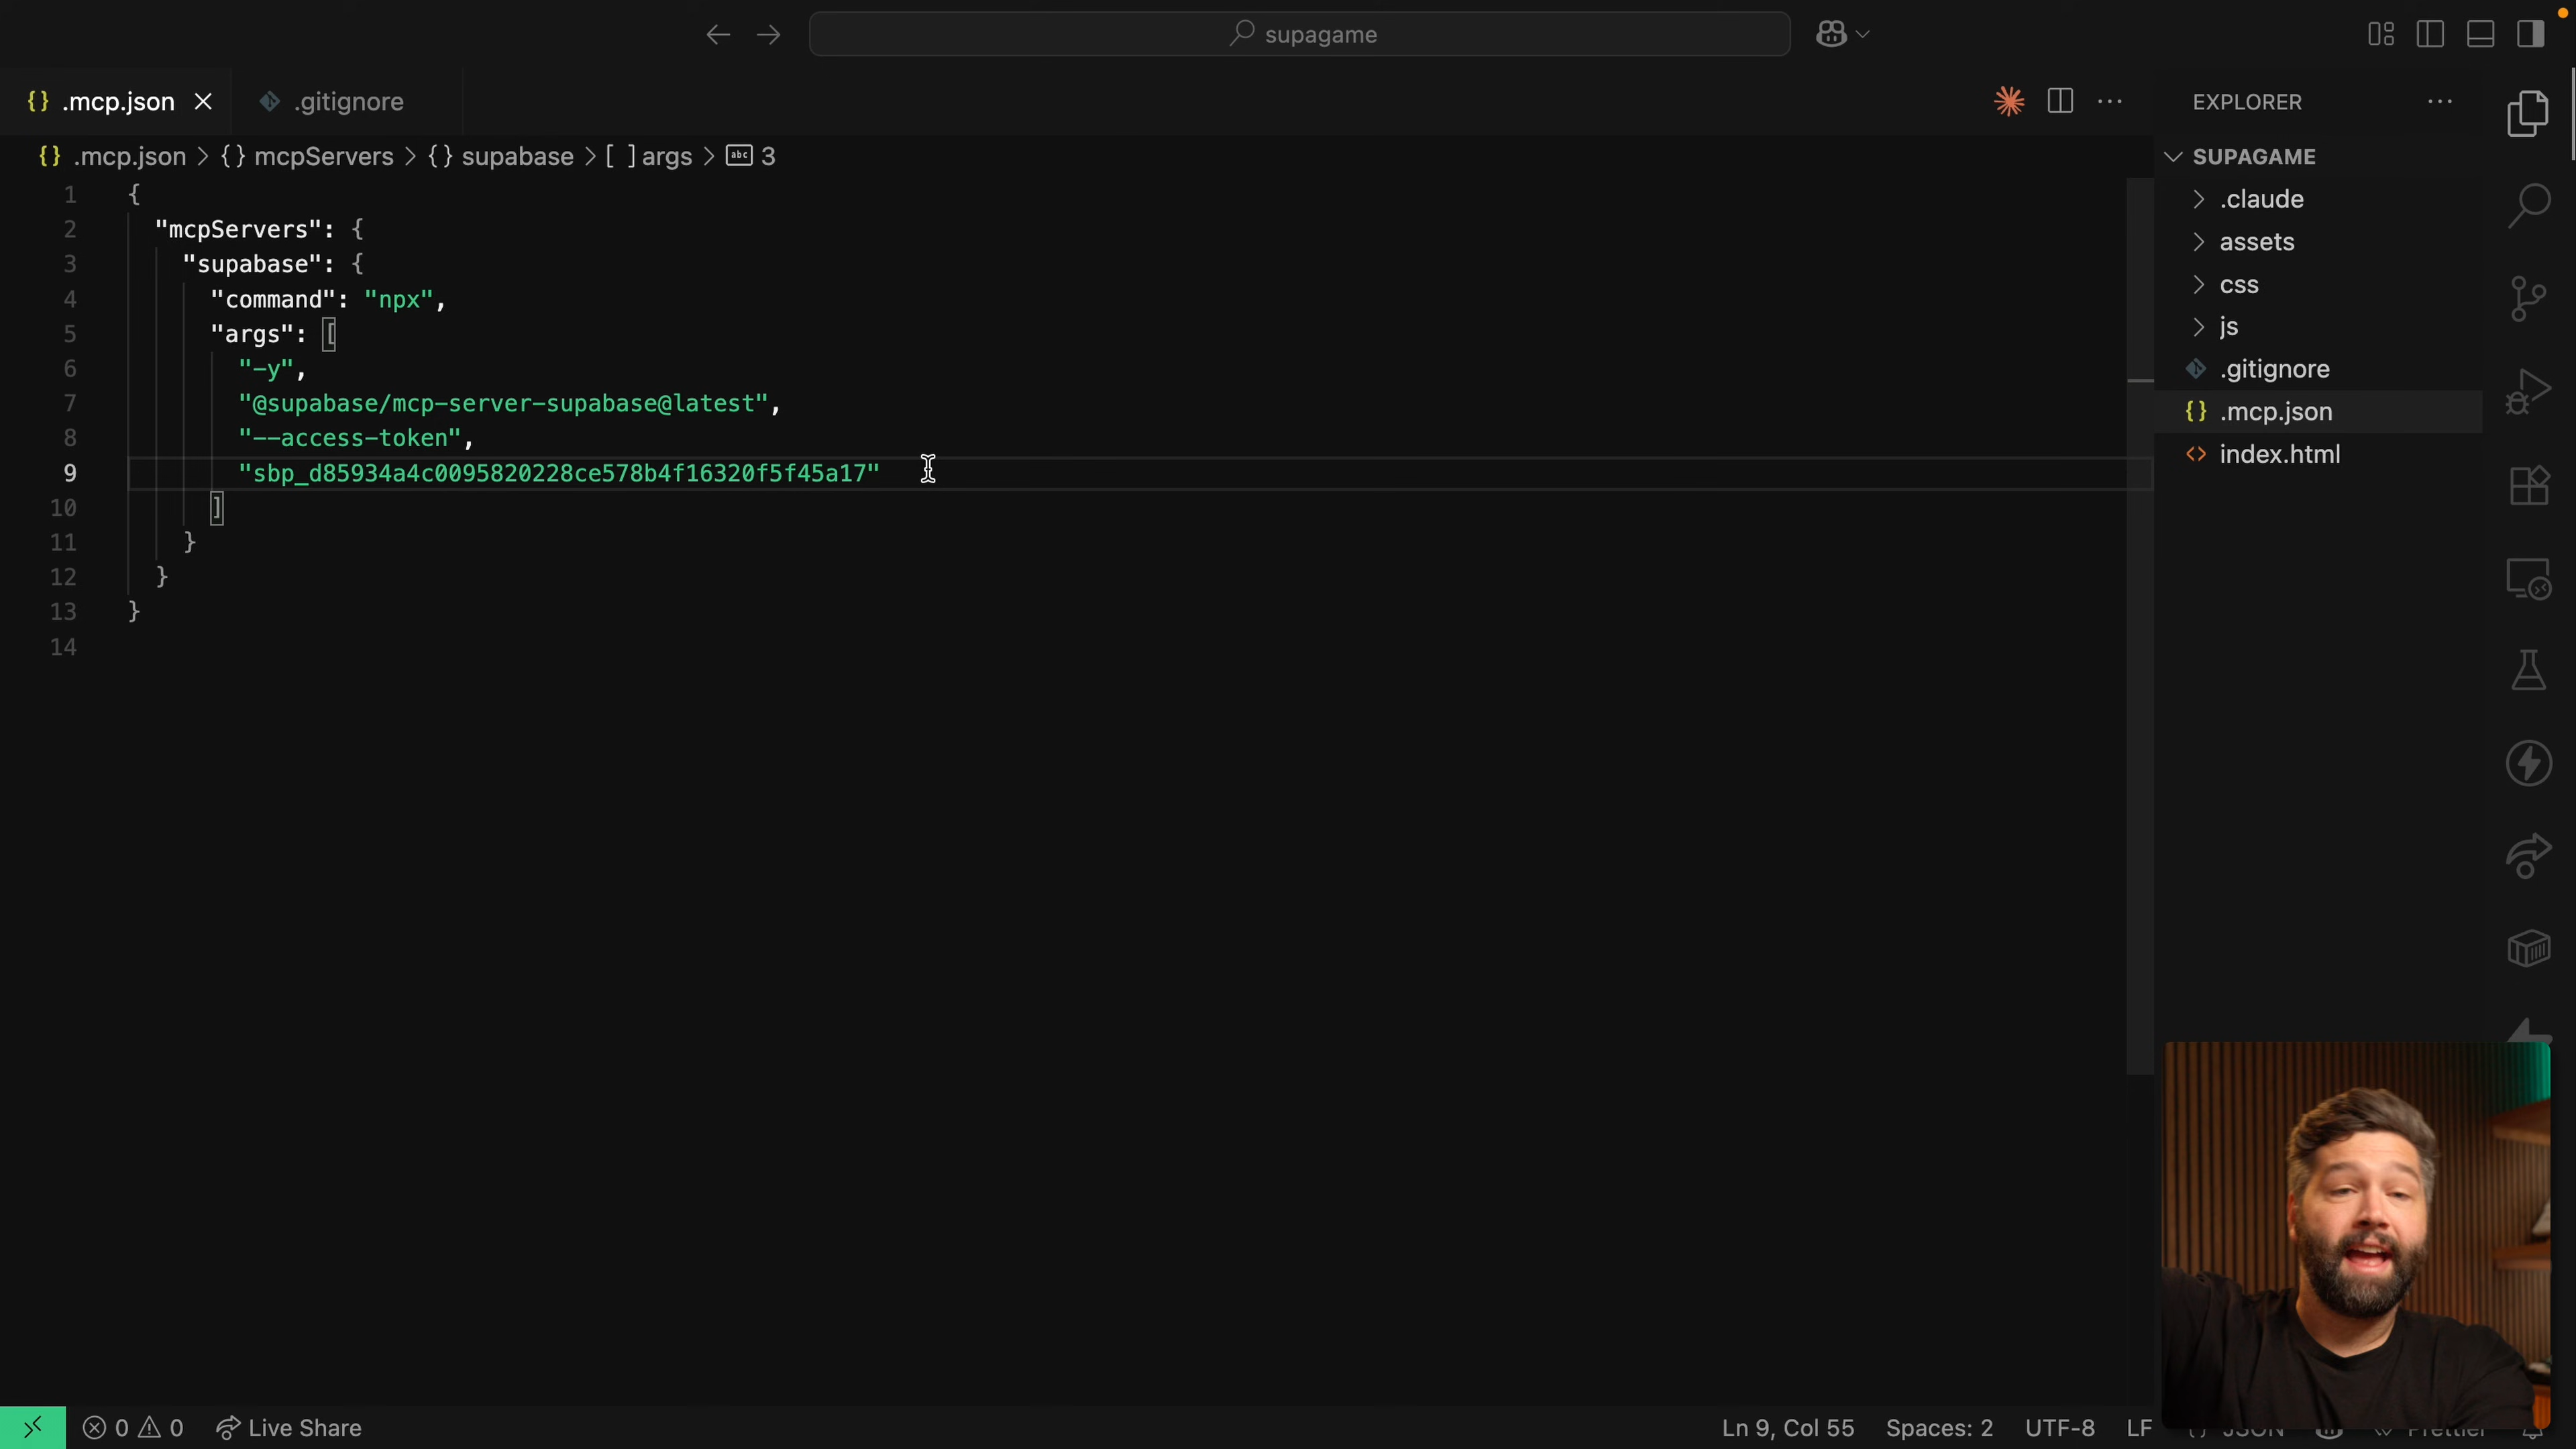 supagame
.mcp.json
.gitignore
EXPLORER
.mcp.json > {} mcpServers > {} supabase > [ ] args > abc 3
SUPAGAME
.claude
assets
css
js
.gitignore
.mcp.json
index.html
1 {
2 "mcpServers": {
3 "supabase": {
4 "command": "npx",
5 "args": [
6 "-y",
7 "@supabase/mcp-server-supabase@latest",
8 "--access-token",
9 "sbp_d85934a4c0095820228ce578b4f16320f5f45a17"
10 ]
11 }
12 }
13 }
14
0 0 Live Share Ln 9, Col 55 Spaces: 2 UTF-8 LF {} JSON Prettier